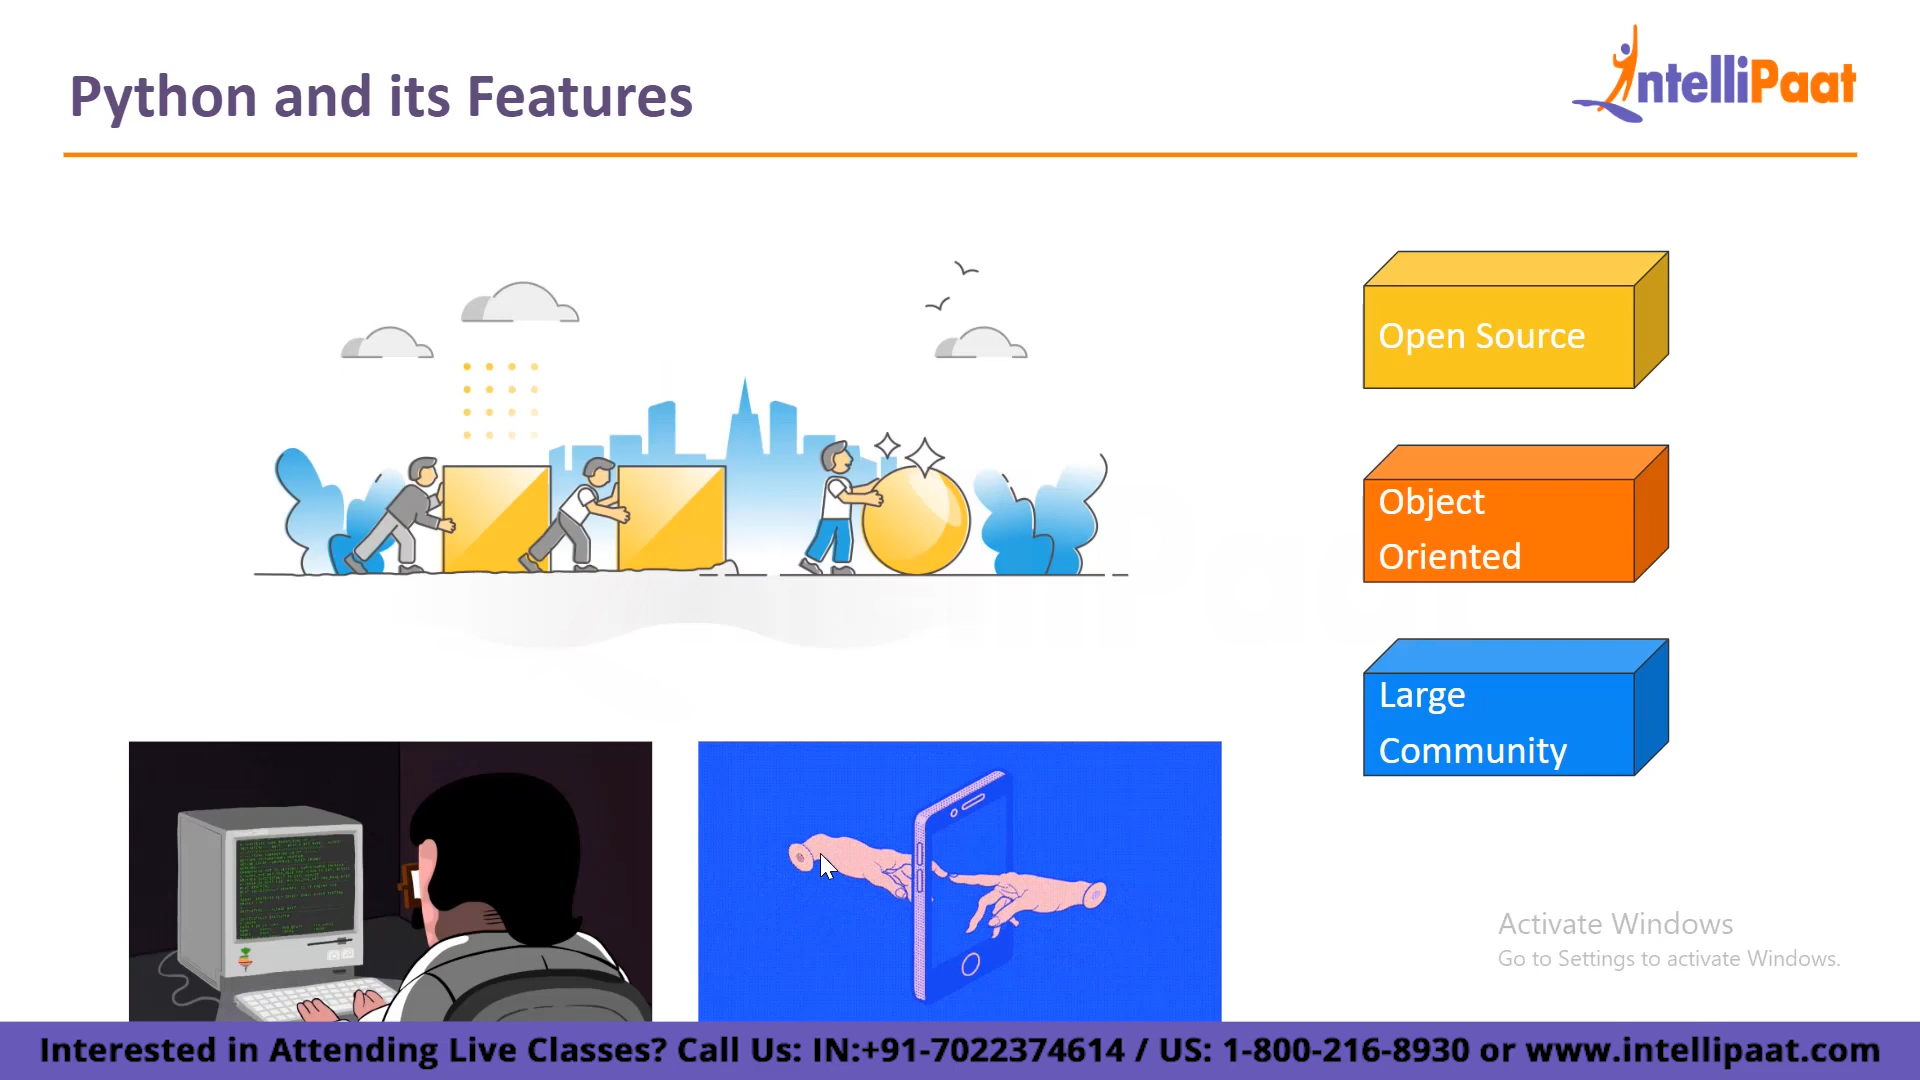 Python and its Features
IntelliPaat
Open Source
Object
Oriented
Large
Community
Activate Windows
Go to Settings to activate Windows.
Interested in Attending Live Classes? Call Us: IN:+91-7022374614 / US: 1-800-216-8930 or www.intellipaat.com